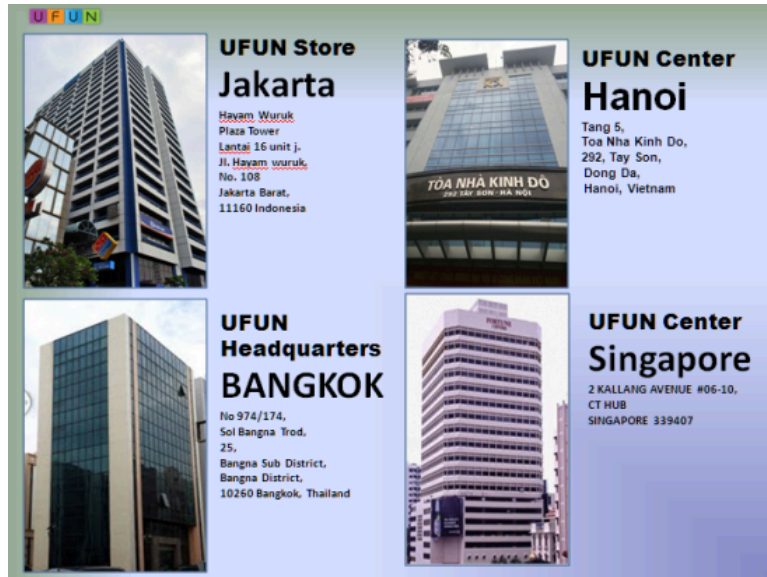 UFUN
UFUN Store
Jakarta
Hayam Wuruk
Plaza Tower
Lantai 16 unit j.
Jl. Hayam wuruk,
No. 108
Jakarta Barat,
11160 Indonesia
UFUN Center
Hanoi
Tang 5,
Toa Nha Kinh Do,
292, Tay Son,
Dong Da,
Hanoi, Vietnam
TÒA NHÀ KINH ĐÔ
292 TÂY SƠN - HÀ NỘI
UFUN
Headquarters
BANGKOK
No 974/174,
Soi Bangna Trod,
25,
Bangna Sub District,
Bangna District,
10260 Bangkok, Thailand
UFUN Center
Singapore
2 KALLANG AVENUE #06-10,
CT HUB
SINGAPORE 339407
FORTUNE
CENTRE